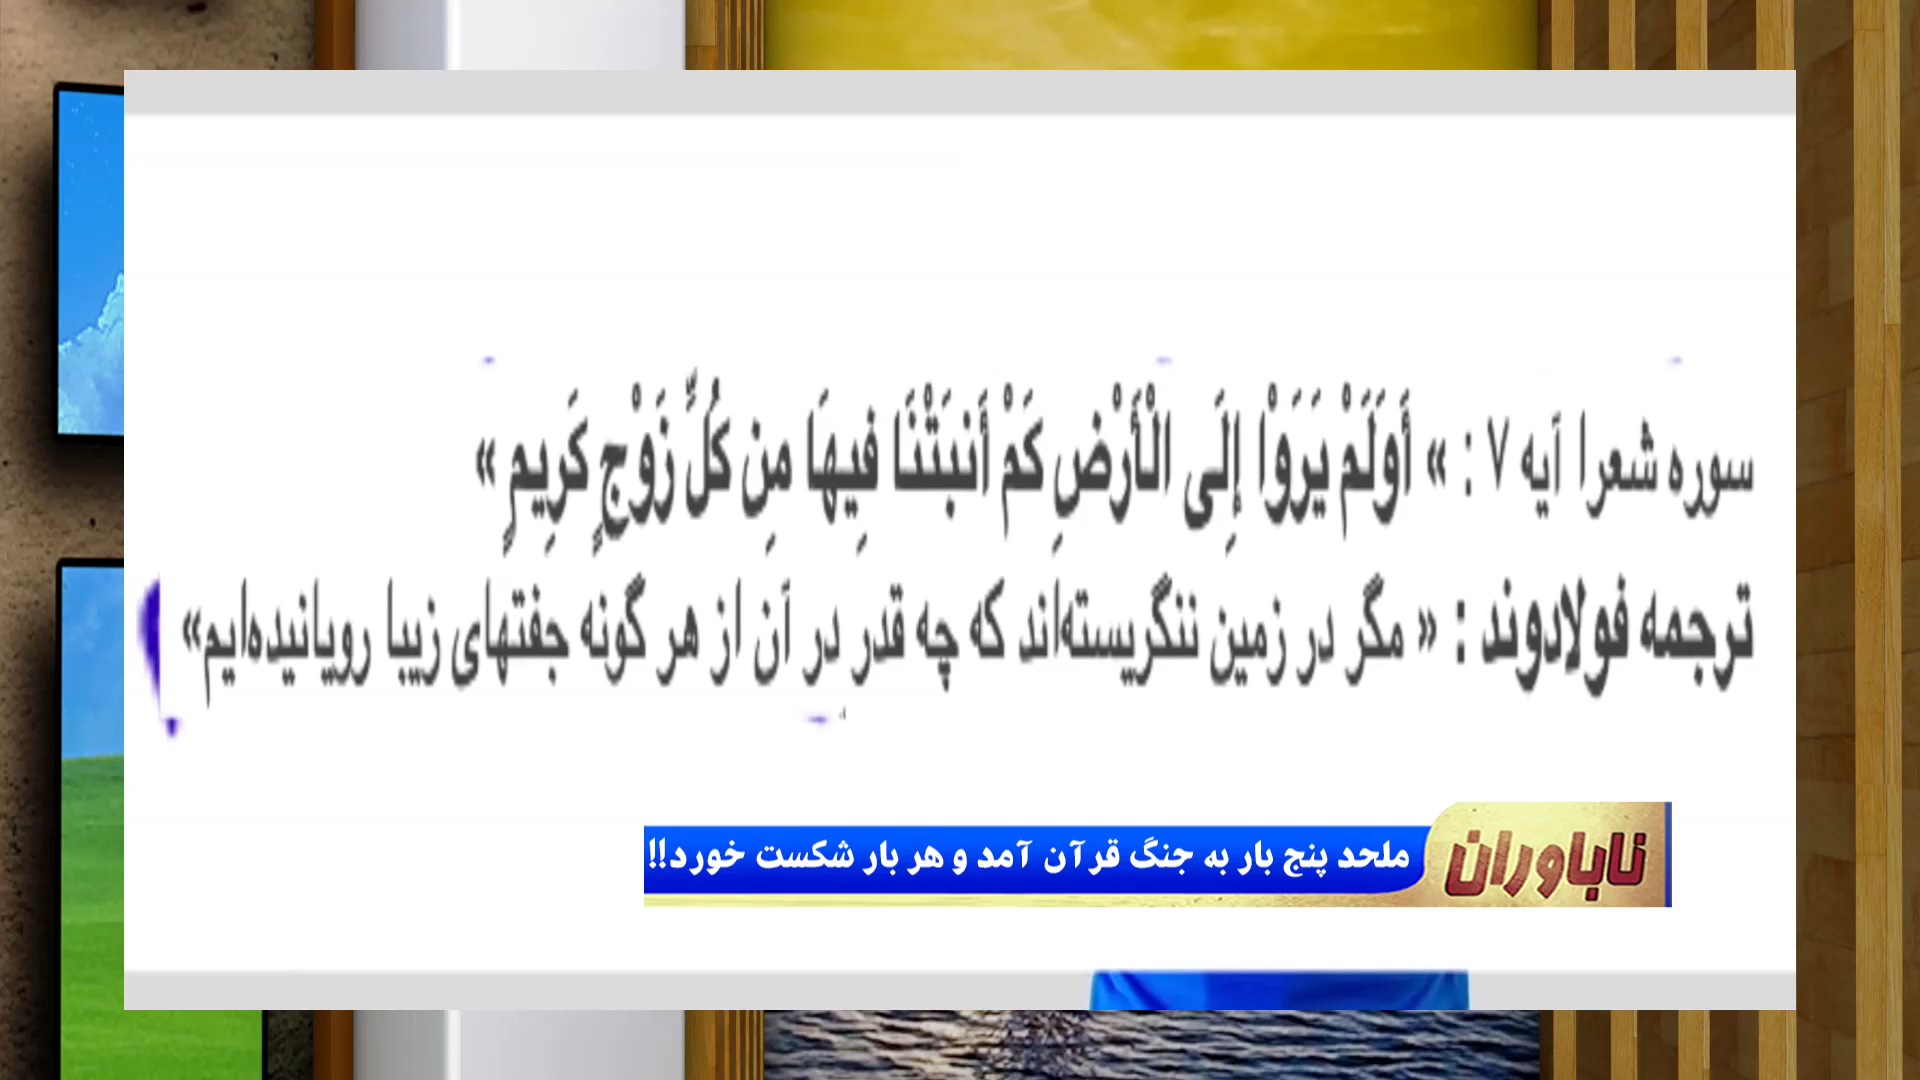 سوره شعرا آیه ۷ : « أَوَلَمْ يَرَوْا إِلَى الْأَرْضِ كَمْ أَنبَتْنَا فِيهَا مِن كُلِّ زَوْجٍ كَرِيمٍ »
ترجمه فولادوند : « مگر در زمین ننگریسته‌اند که چه قدر در آن از هر گونه جفتهای زیبا رویانیده‌ایم»
ناباوران
ملحد پنج بار به جنگ قرآن آمد و هر بار شکست خورد!!